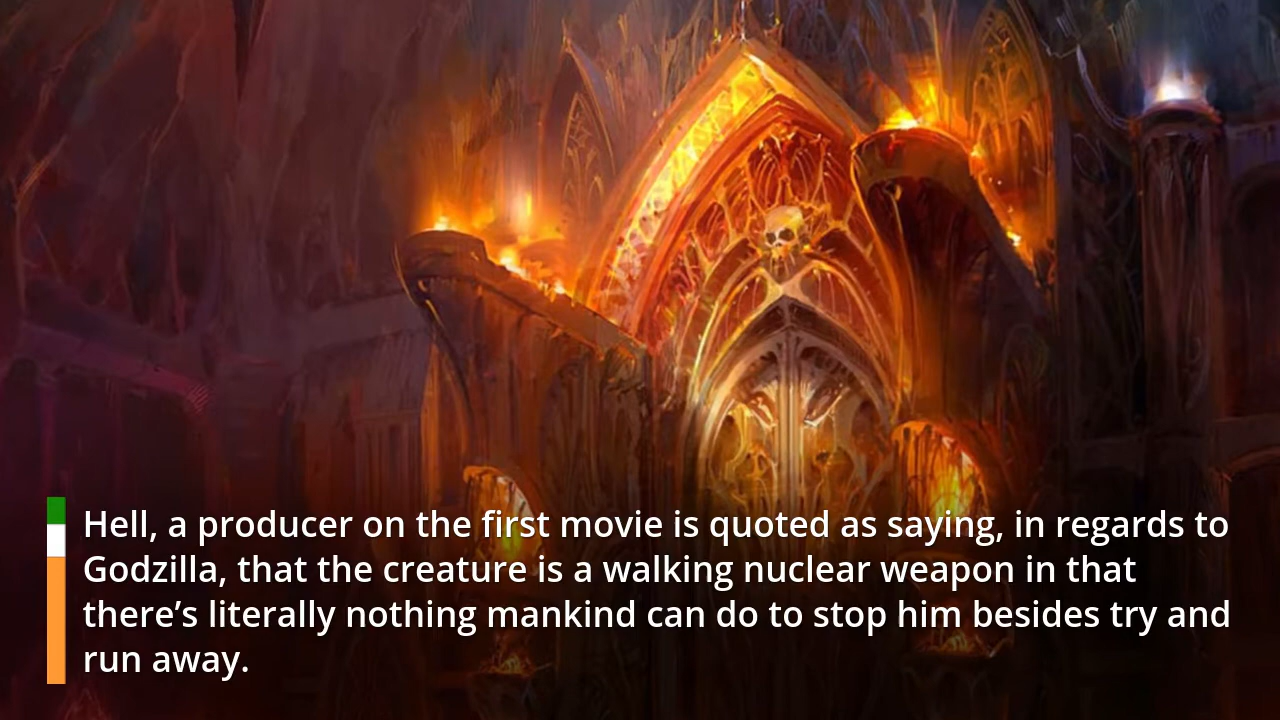 Hell, a producer on the first movie is quoted as saying, in regards to
Godzilla, that the creature is a walking nuclear weapon in that
there’s literally nothing mankind can do to stop him besides try and
run away.